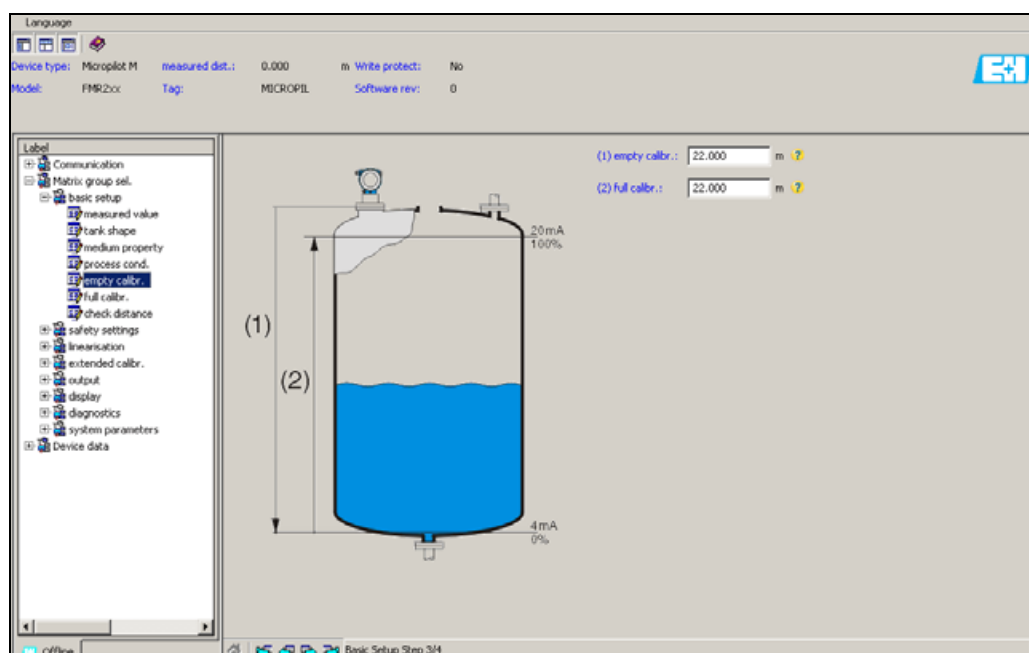 Language
Device type: Micropilot M measured dist.: 0.000 m Write protect: No
Model: FMR2xx Tag: MICROPIL Software rev: 0
E+H
Label
Communication
Matrix group sel.
basic setup
measured value
tank shape
medium property
process cond.
empty calibr.
full calibr.
check distance
safety settings
linearisation
extended calibr.
output
display
diagnostics
system parameters
Device data
(1) empty calibr.: 22.000 m ?
(2) full calibr.: 22.000 m ?
20mA
100%
(1)
(2)
4mA
0%
Offline
Basic Setup Step 3/4